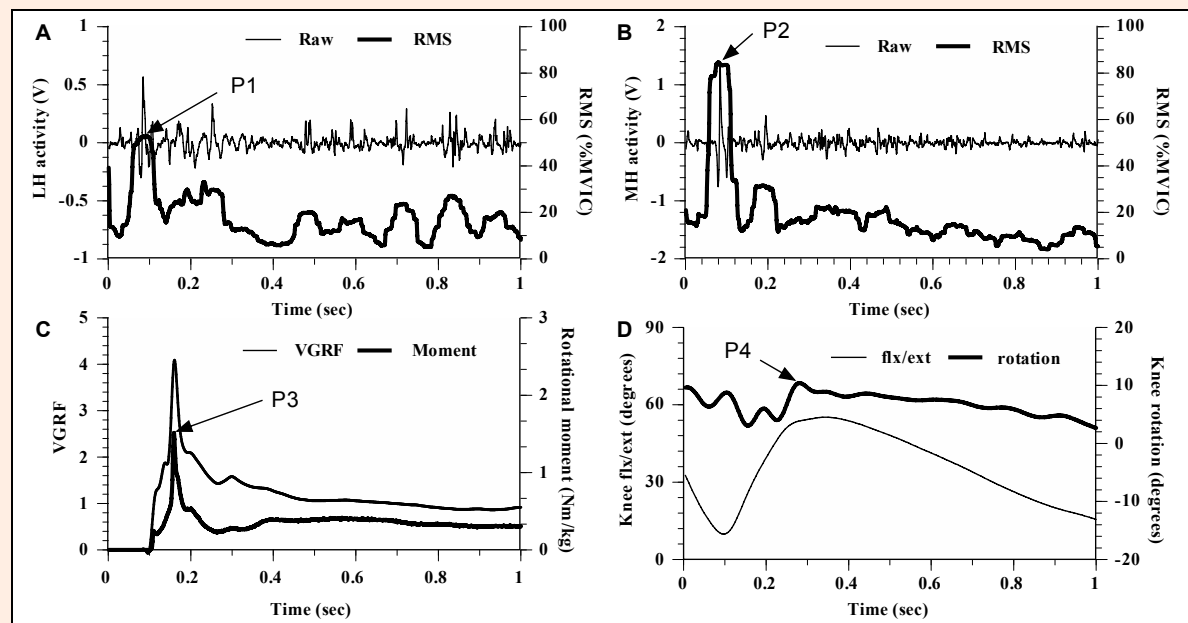 A
Raw RMS
P1
LH activity (V)
1
0.5
0
-0.5
-1
RMS (%MVIC)
100
80
60
40
20
0
0 0.2 0.4 0.6 0.8 1
Time (sec)
B
P2
Raw RMS
MH activity (V)
2
1
0
-1
-2
RMS (%MVIC)
100
80
60
40
20
0
0 0.2 0.4 0.6 0.8 1
Time (sec)
C
VGRF Moment
P3
VGRF
5
4
3
2
1
0
Rotational moment (Nm/kg)
3
2
1
0
0 0.2 0.4 0.6 0.8 1
Time (sec)
D
P4
flx/ext rotation
Knee flx/ext (degrees)
90
60
30
0
Knee rotation
(degrees)
20
10
0
-10
-20
0 0.2 0.4 0.6 0.8 1
Time (sec)